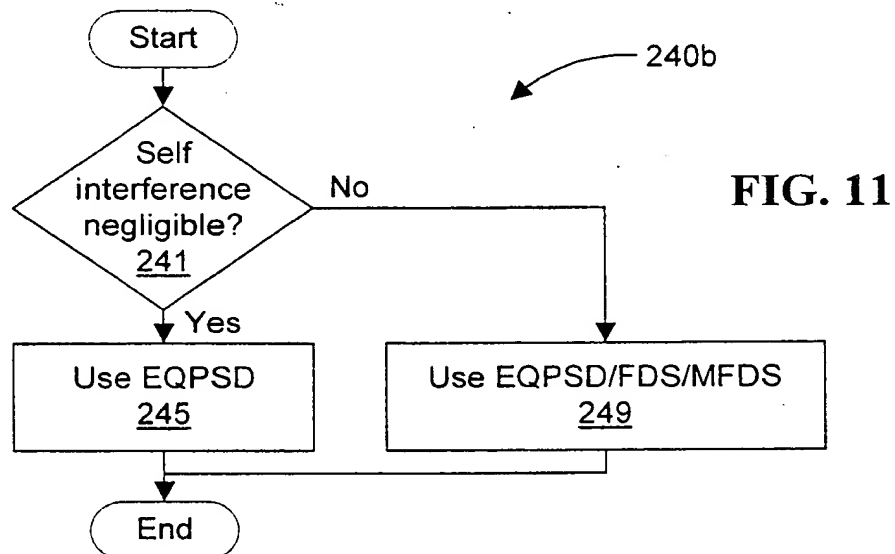 Start
240b
Self
interference
negligible?
241
No
FIG. 11
Yes
Use EQPSD
245
Use EQPSD/FDS/MFDS
249
End